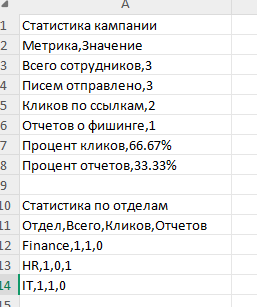 A
1 Статистика кампании
2 Метрика,Значение
3 Всего сотрудников,3
4 Писем отправлено,3
5 Кликов по ссылкам,2
6 Отчетов о фишинге,1
7 Процент кликов,66.67%
8 Процент отчетов,33.33%
9
10 Статистика по отделам
11 Отдел,Всего,Кликов,Отчетов
12 Finance,1,1,0
13 HR,1,0,1
14 IT,1,1,0
15